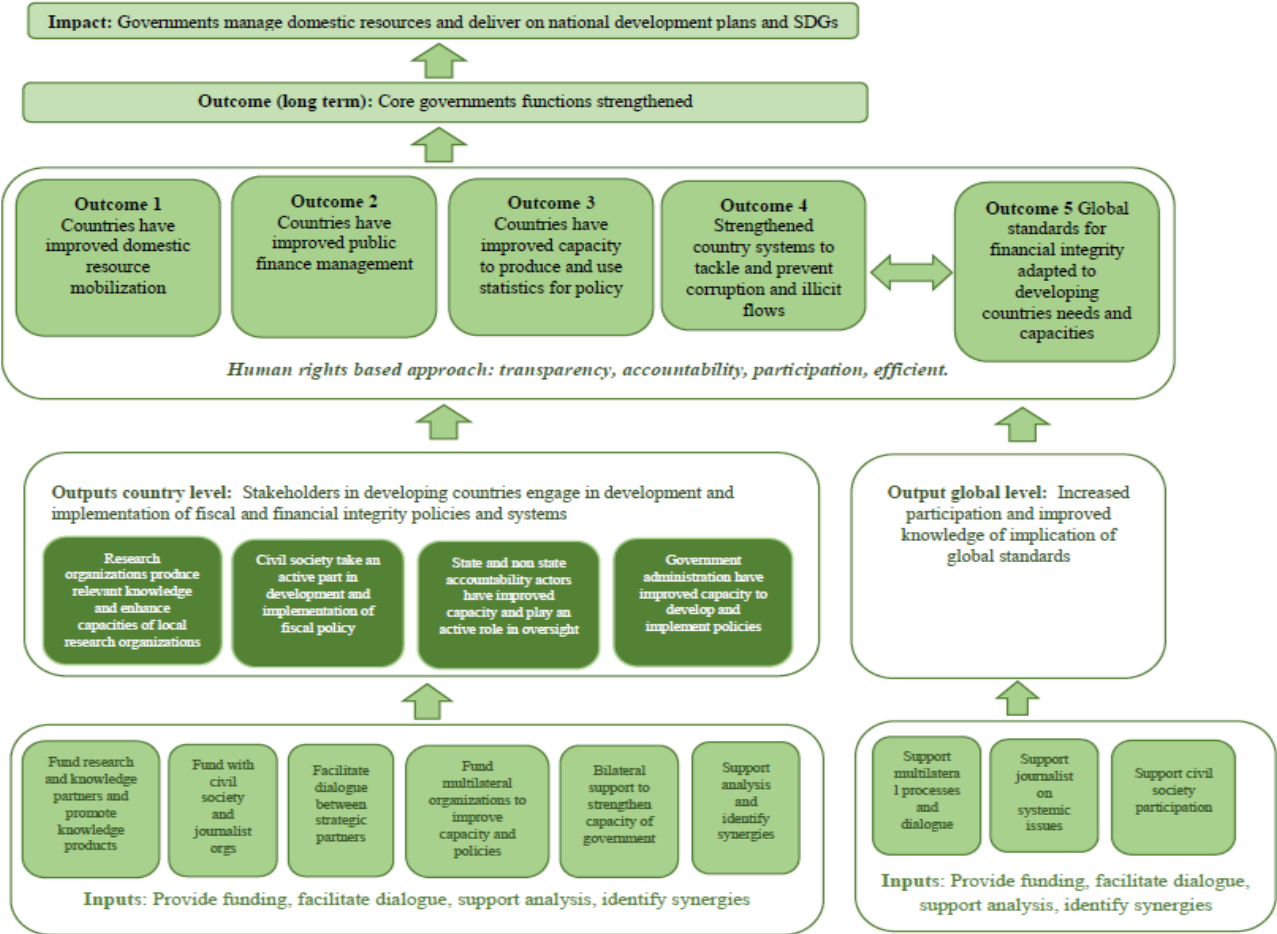 Impact: Governments manage domestic resources and deliver on national development plans and SDGs
Outcome (long term): Core governments functions strengthened
Outcome 1
Countries have
improved domestic
resource
mobilization
Outcome 2
Countries have
improved public
finance management
Outcome 3
Countries have
improved capacity
to produce and use
statistics for policy
Outcome 4
Strengthened
country systems to
tackle and prevent
corruption and illicit
flows
Outcome 5 Global
standards for
financial integrity
adapted to
developing
countries needs and
capacities
Human rights based approach: transparency, accountability, participation, efficient.
Outputs country level: Stakeholders in developing countries engage in development and
implementation of fiscal and financial integrity policies and systems
Research
organizations produce
relevant knowledge
and enhance
capacities of local
research organizations
Civil society take an
active part in
development and
implementation of
fiscal policy
State and non state
accountability actors
have improved
capacity and play an
active role in oversight
Government
administration have
improved capacity to
develop and
implement policies
Output global level: Increased
participation and improved
knowledge of implication of
global standards
Fund research
and knowledge
partners and
promote
knowledge
products
Fund with
civil
society
and
journalist
orgs
Facilitate
dialogue
between
strategic
partners
Fund
multilateral
organizations to
improve
capacity and
policies
Bilateral
support to
strengthen
capacity of
government
Support
analysis
and
identify
synergies
Inputs: Provide funding, facilitate dialogue, support analysis, identify synergies
Support
multilatera
l processes
and
dialogue
Support
journalist
on
systemic
issues
Support civil
society
participation
Inputs: Provide funding, facilitate dialogue,
support analysis, identify synergies